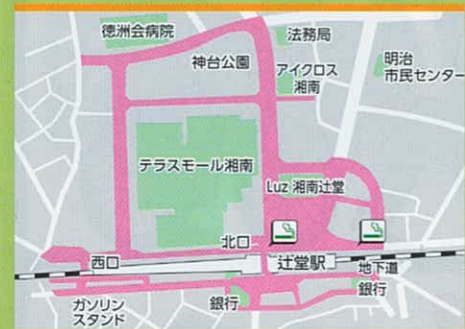 徳洲会病院
法務局
神台公園
アイクロス
湘南
明治
市民センター
テラスモール湘南
Luz 湘南辻堂
北口
西口
辻堂駅
地下道
銀行
銀行
ガソリン
スタンド